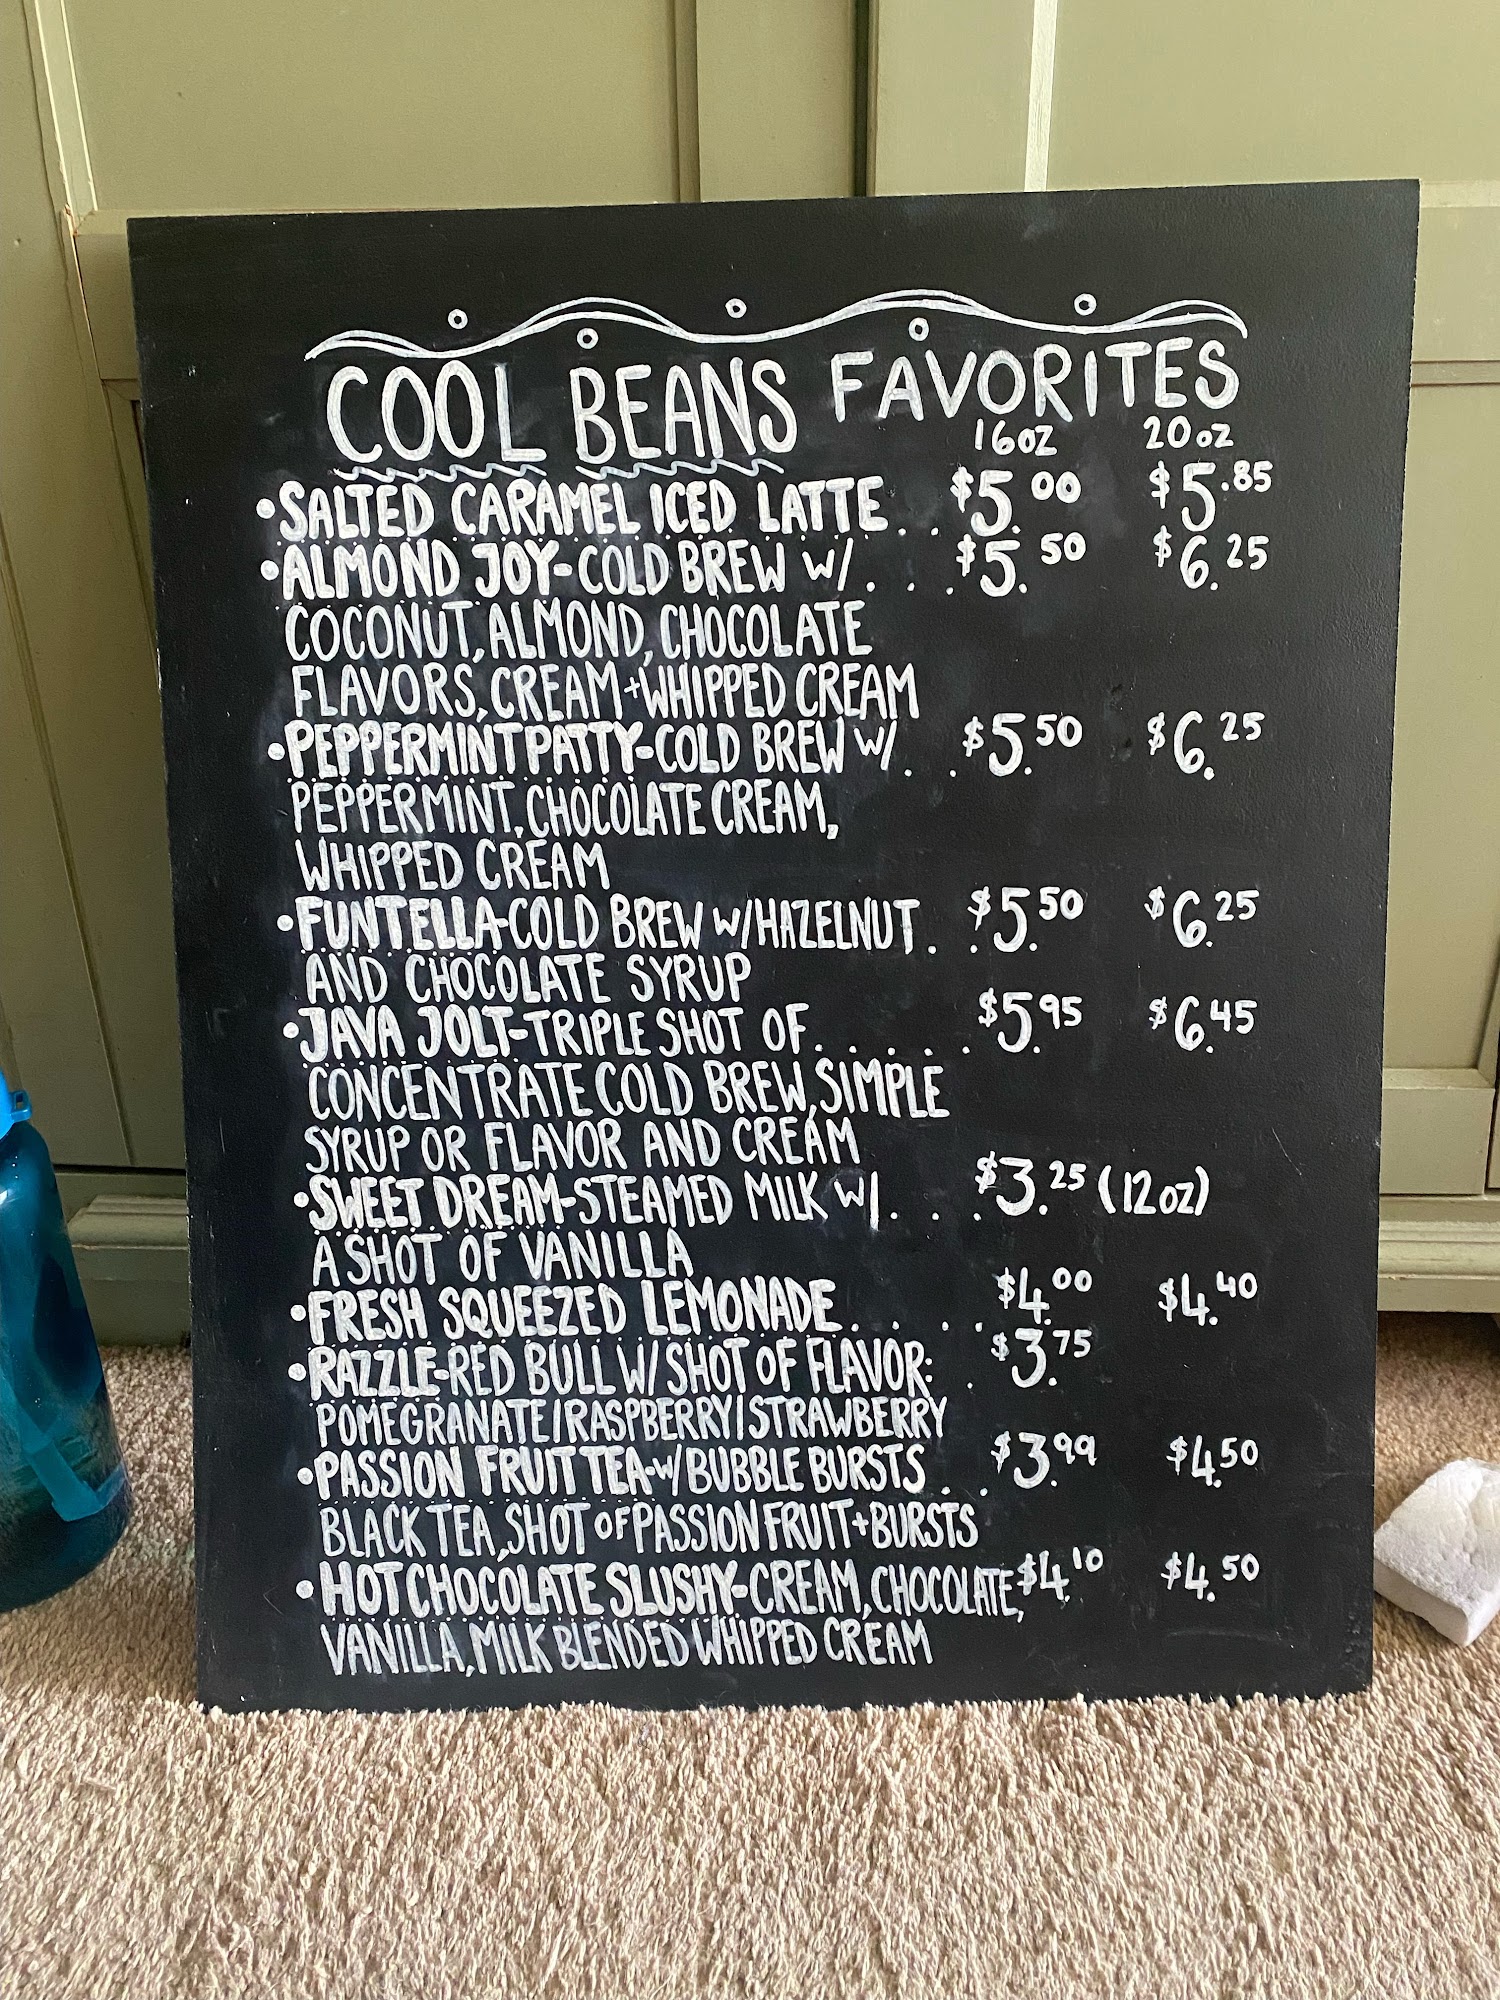 COOL BEANS FAVORITES
16oz 20oz
•SALTED CARAMEL ICED LATTE . . $5.00 $5.85
•ALMOND JOY-COLD BREW w/. . . $5.50 $6.25
COCONUT, ALMOND, CHOCOLATE
FLAVORS, CREAM+WHIPPED CREAM
•PEPPERMINT PATTY-COLD BREW w/. . $5.50 $6.25
PEPPERMINT, CHOCOLATE CREAM,
WHIPPED CREAM
•FUNTELLA-COLD BREW w/HAZELNUT . . $5.50 $6.25
AND CHOCOLATE SYRUP
•JAVA JOLT-TRIPLE SHOT OF. . . . . $5.95 $6.45
CONCENTRATE COLD BREW, SIMPLE
SYRUP OR FLAVOR AND CREAM
•SWEET DREAM-STEAMED MILK w/. . . $3.25 (12oz)
A SHOT OF VANILLA
•FRESH SQUEEZED LEMONADE. . . . . $4.00 $4.40
•RAZZLE-RED BULL W/ SHOT OF FLAVOR: . $3.75
POMEGRANATE/RASPBERRY/STRAWBERRY
•PASSION FRUIT TEA-w/BUBBLE BURSTS . . $3.99 $4.50
BLACK TEA, SHOT OF PASSION FRUIT+BURSTS
•HOT CHOCOLATE SLUSHY-CREAM, CHOCOLATE, $4.10 $4.50
VANILLA, MILK BLENDED WHIPPED CREAM